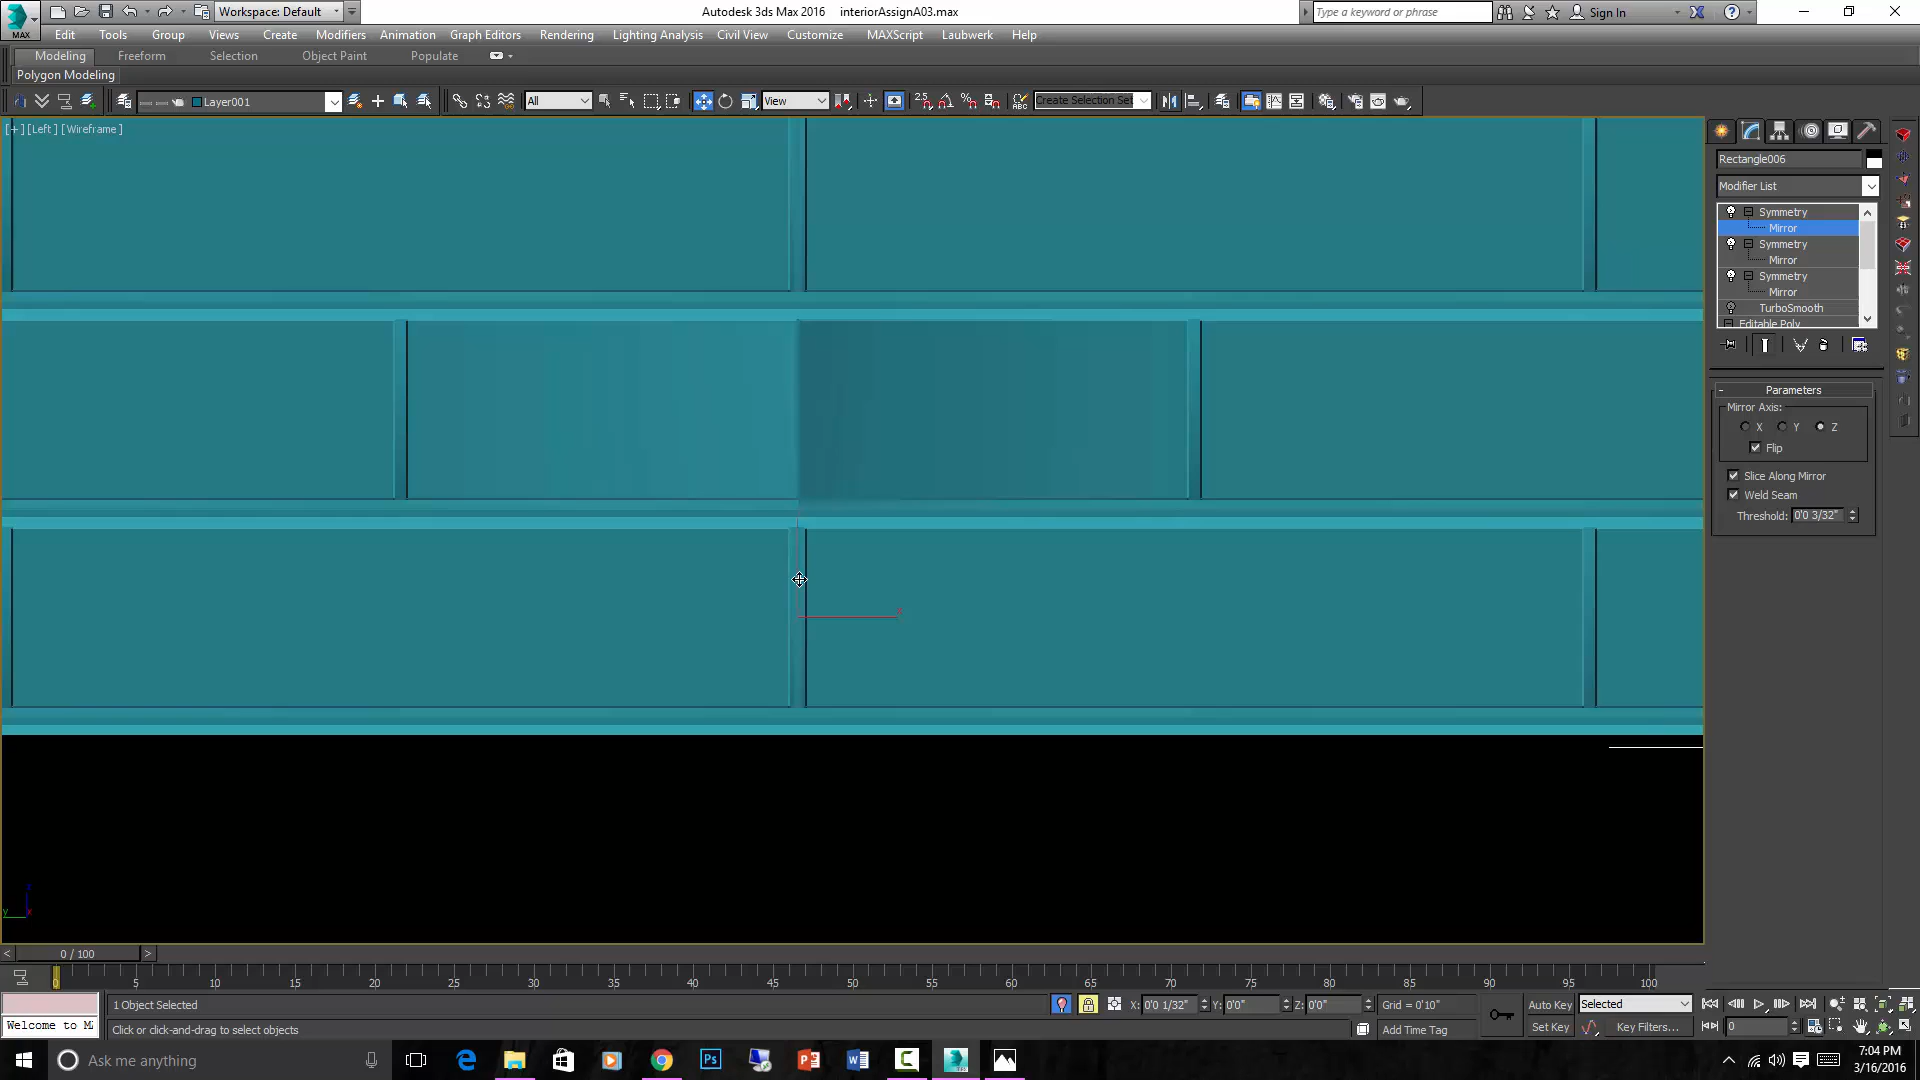 MAX
Workspace: Default
Autodesk 3ds Max 2016 interiorAssignA03.max
Type a keyword or phrase
Sign In
Edit Tools Group Views Create Modifiers Animation Graph Editors Rendering Lighting Analysis Civil View Customize MAXScript Laubwerk Help
Modeling Freeform Selection Object Paint Populate
Polygon Modeling
Layer001
All
View
2.5
Create Selection Set
[+] [Left] [Wireframe]
Rectangle006
Modifier List
Symmetry
Mirror
Symmetry
Mirror
Symmetry
Mirror
TurboSmooth
Editable Poly
- Parameters
Mirror Axis:
X Y Z
Flip
Slice Along Mirror
Weld Seam
Threshold: 0'0 3/32"
y x
< 0 / 100 >
0 5 10 15 20 25 30 35 40 45 50 55 60 65 70 75 80 85 90 95 100
1 Object Selected
X: 0'0 1/32" Y: 0'0" Z: 0'0" Grid = 0'10"
Auto Key Selected
Welcome to M
Click or click-and-drag to select objects
Add Time Tag
Set Key Key Filters... 0
Ask me anything
7:04 PM
3/16/2016